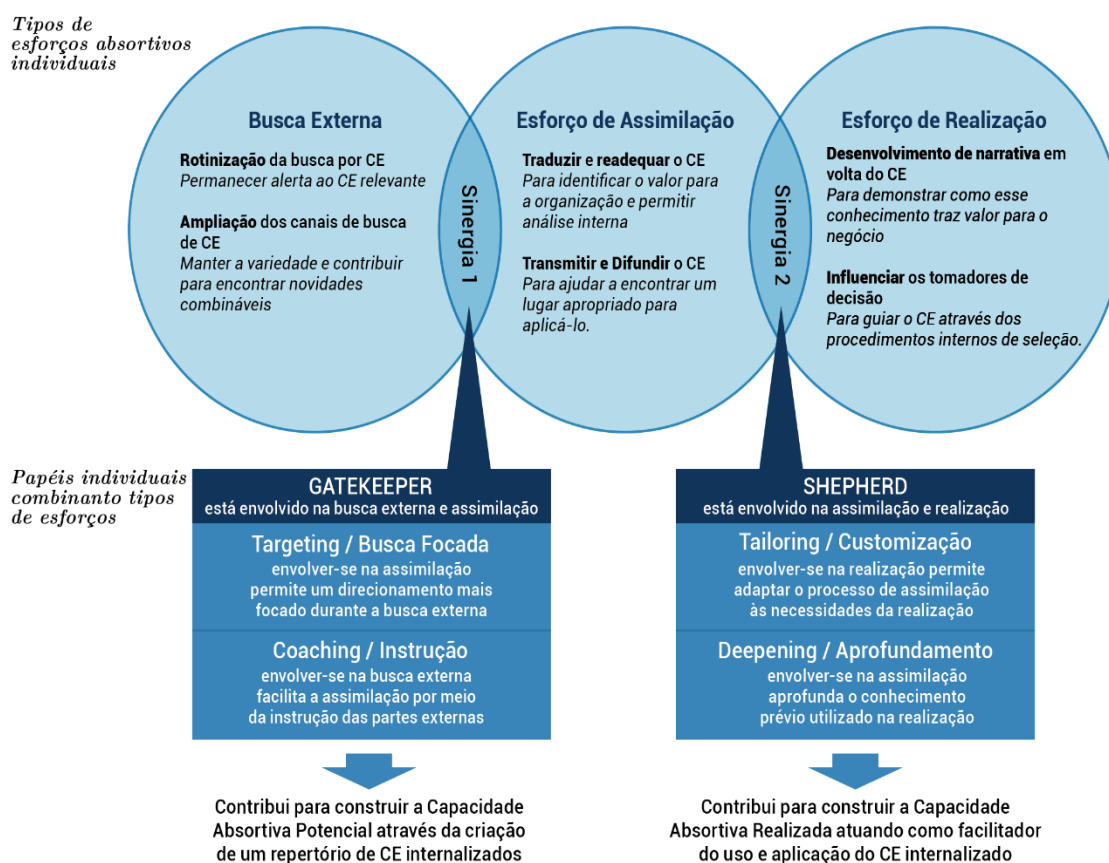 Tipos de
esforços absortivos
individuais
Busca Externa
Rotinização da busca por CE
Permanecer alerta ao CE relevante
Ampliação dos canais de busca
de CE
Manter a variedade e contribuir
para encontrar novidades
combináveis
Sinergia 1
Esforço de Assimilação
Traduzir e readequar o CE
Para identificar o valor para
a organização e permitir
análise interna
Transmitir e Difundir o CE
Para ajudar a encontrar um
lugar apropriado para
aplicá-lo.
Sinergia 2
Esforço de Realização
Desenvolvimento de narrativa em
volta do CE
Para demonstrar como esse
conhecimento traz valor para o
negócio
Influenciar os tomadores de
decisão
Para guiar o CE através dos
procedimentos internos de seleção.
Papéis individuais
combinanto tipos
de esforços
GATEKEEPER
está envolvido na busca externa e assimilação
Targeting / Busca Focada
envolver-se na assimilação
permite um direcionamento mais
focado durante a busca externa
Coaching / Instrução
envolver-se na busca externa
facilita a assimilação por meio
da instrução das partes externas
Contribui para construir a Capacidade
Absortiva Potencial através da criação
de um repertório de CE internalizados
SHEPHERD
está envolvido na assimilação e realização
Tailoring / Customização
envolver-se na realização permite
adaptar o processo de assimilação
às necessidades da realização
Deepening / Aprofundamento
envolver-se na assimilação
aprofunda o conhecimento
prévio utilizado na realização
Contribui para construir a Capacidade
Absortiva Realizada atuando como facilitador
do uso e aplicação do CE internalizado